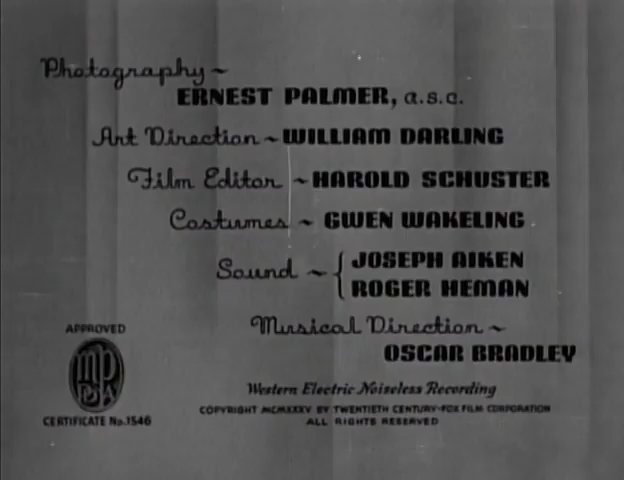 Photography ~
ERNEST PALMER, a.s.c.
Art Direction ~ WILLIAM DARLING
Film Editor ~ HAROLD SCHUSTER
Costumes ~ GWEN WAKELING
Sound ~ { JOSEPH AIKEN
ROGER HEMAN
Musical Direction ~
OSCAR BRADLEY
APPROVED
MPPDA
CERTIFICATE No.1546
Western Electric Noiseless Recording
COPYRIGHT MCMXXXV BY TWENTIETH CENTURY-FOX FILM CORPORATION
ALL RIGHTS RESERVED